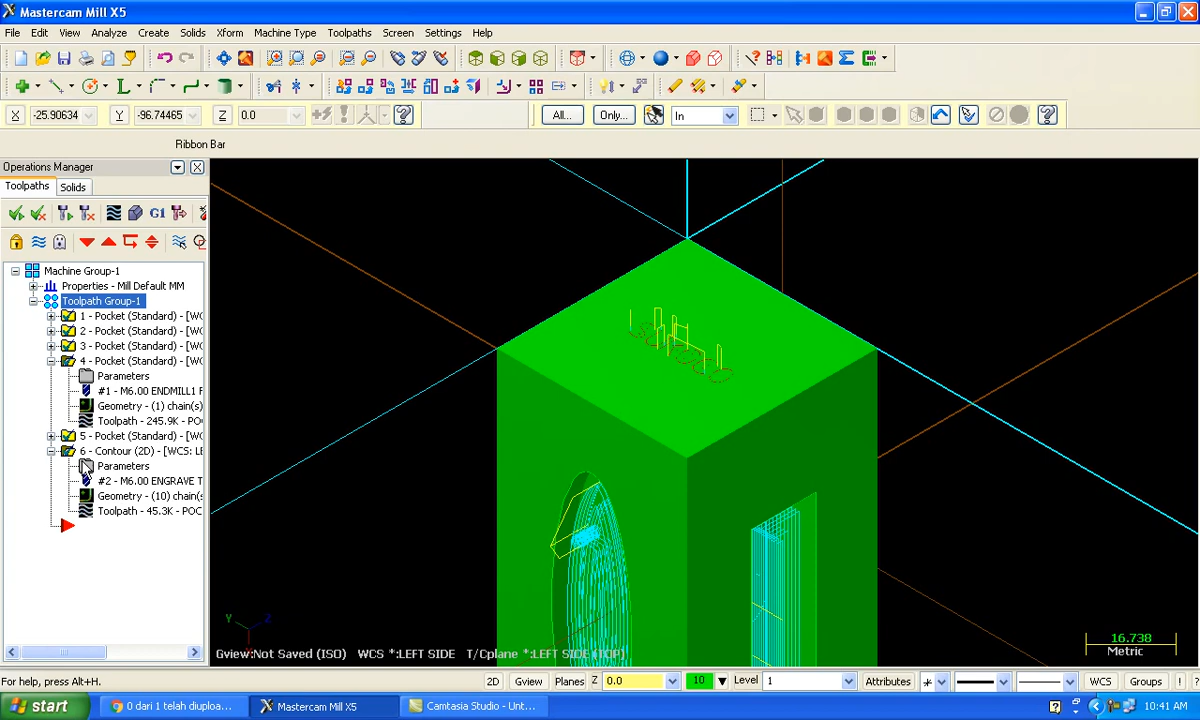 Mastercam Mill X5
File Edit View Analyze Create Solids Xform Machine Type Toolpaths Screen Settings Help
X -25.90634 Y -96.74465 Z 0.0 All... Only... In
Ribbon Bar
Operations Manager
Toolpaths Solids
G1
Machine Group-1
Properties - Mill Default MM
Toolpath Group-1
1 - Pocket (Standard) - [WC
2 - Pocket (Standard) - [WC
3 - Pocket (Standard) - [WC
4 - Pocket (Standard) - [WC
Parameters
#1 - M6.00 ENDMILL1 F
Geometry - (1) chain(s)
Toolpath - 245.9K - PO
5 - Pocket (Standard) - [WC
6 - Contour (2D) - [WCS: LE
Parameters
#2 - M6.00 ENGRAVE T
Geometry - (10) chain(s
Toolpath - 45.3K - POC
Y Z
16.738
Metric
Gview:Not Saved (ISO) WCS *:LEFT SIDE T/Cplane *:LEFT SIDE (TOP)
For help, press Alt+H. 2D Gview Planes Z 0.0 10 Level 1 Attributes WCS Groups ! ?
start 0 dari 1 telah diuploa... Mastercam Mill X5 Camtasia Studio - Unt... 10:41 AM